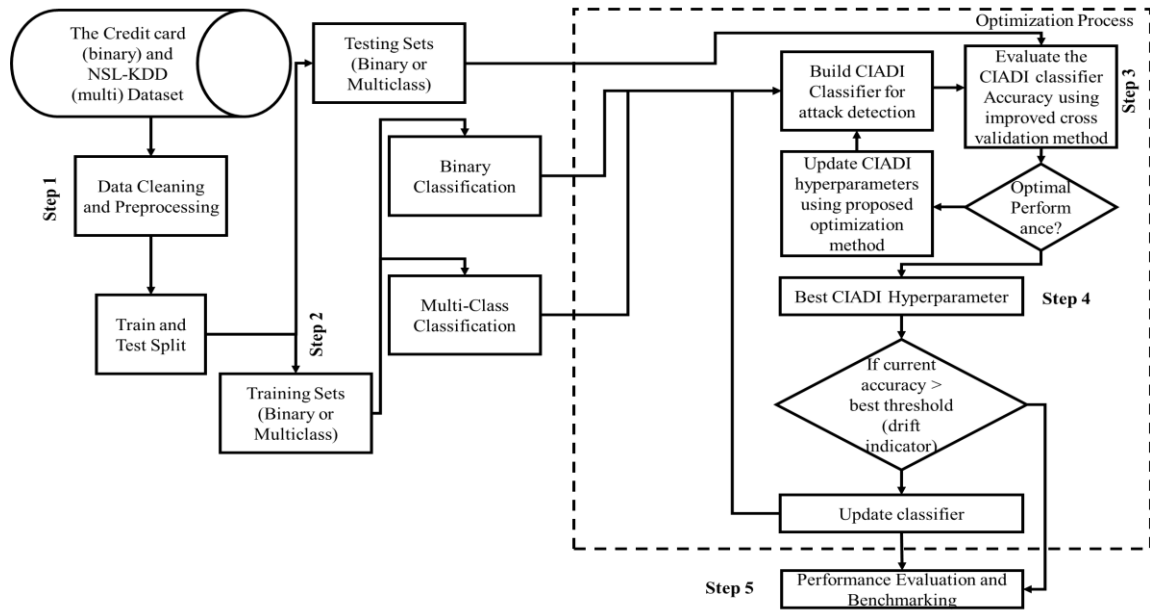 The Credit card
(binary) and
NSL-KDD
(multi) Dataset
Step 1
Data Cleaning
and Preprocessing
Train and
Test Split
Step 2
Testing Sets
(Binary or
Multiclass)
Training Sets
(Binary or
Multiclass)
Binary
Classification
Multi-Class
Classification
Optimization Process
Build CIADI
Classifier for
attack detection
Evaluate the
CIADI classifier
Accuracy using
improved cross
validation method
Step 3
Update CIADI
hyperparameters
using proposed
optimization
method
Optimal
Perform
ance?
Best CIADI Hyperparameter
Step 4
If current
accuracy >
best threshold
(drift
indicator)
Update classifier
Step 5
Performance Evaluation and
Benchmarking